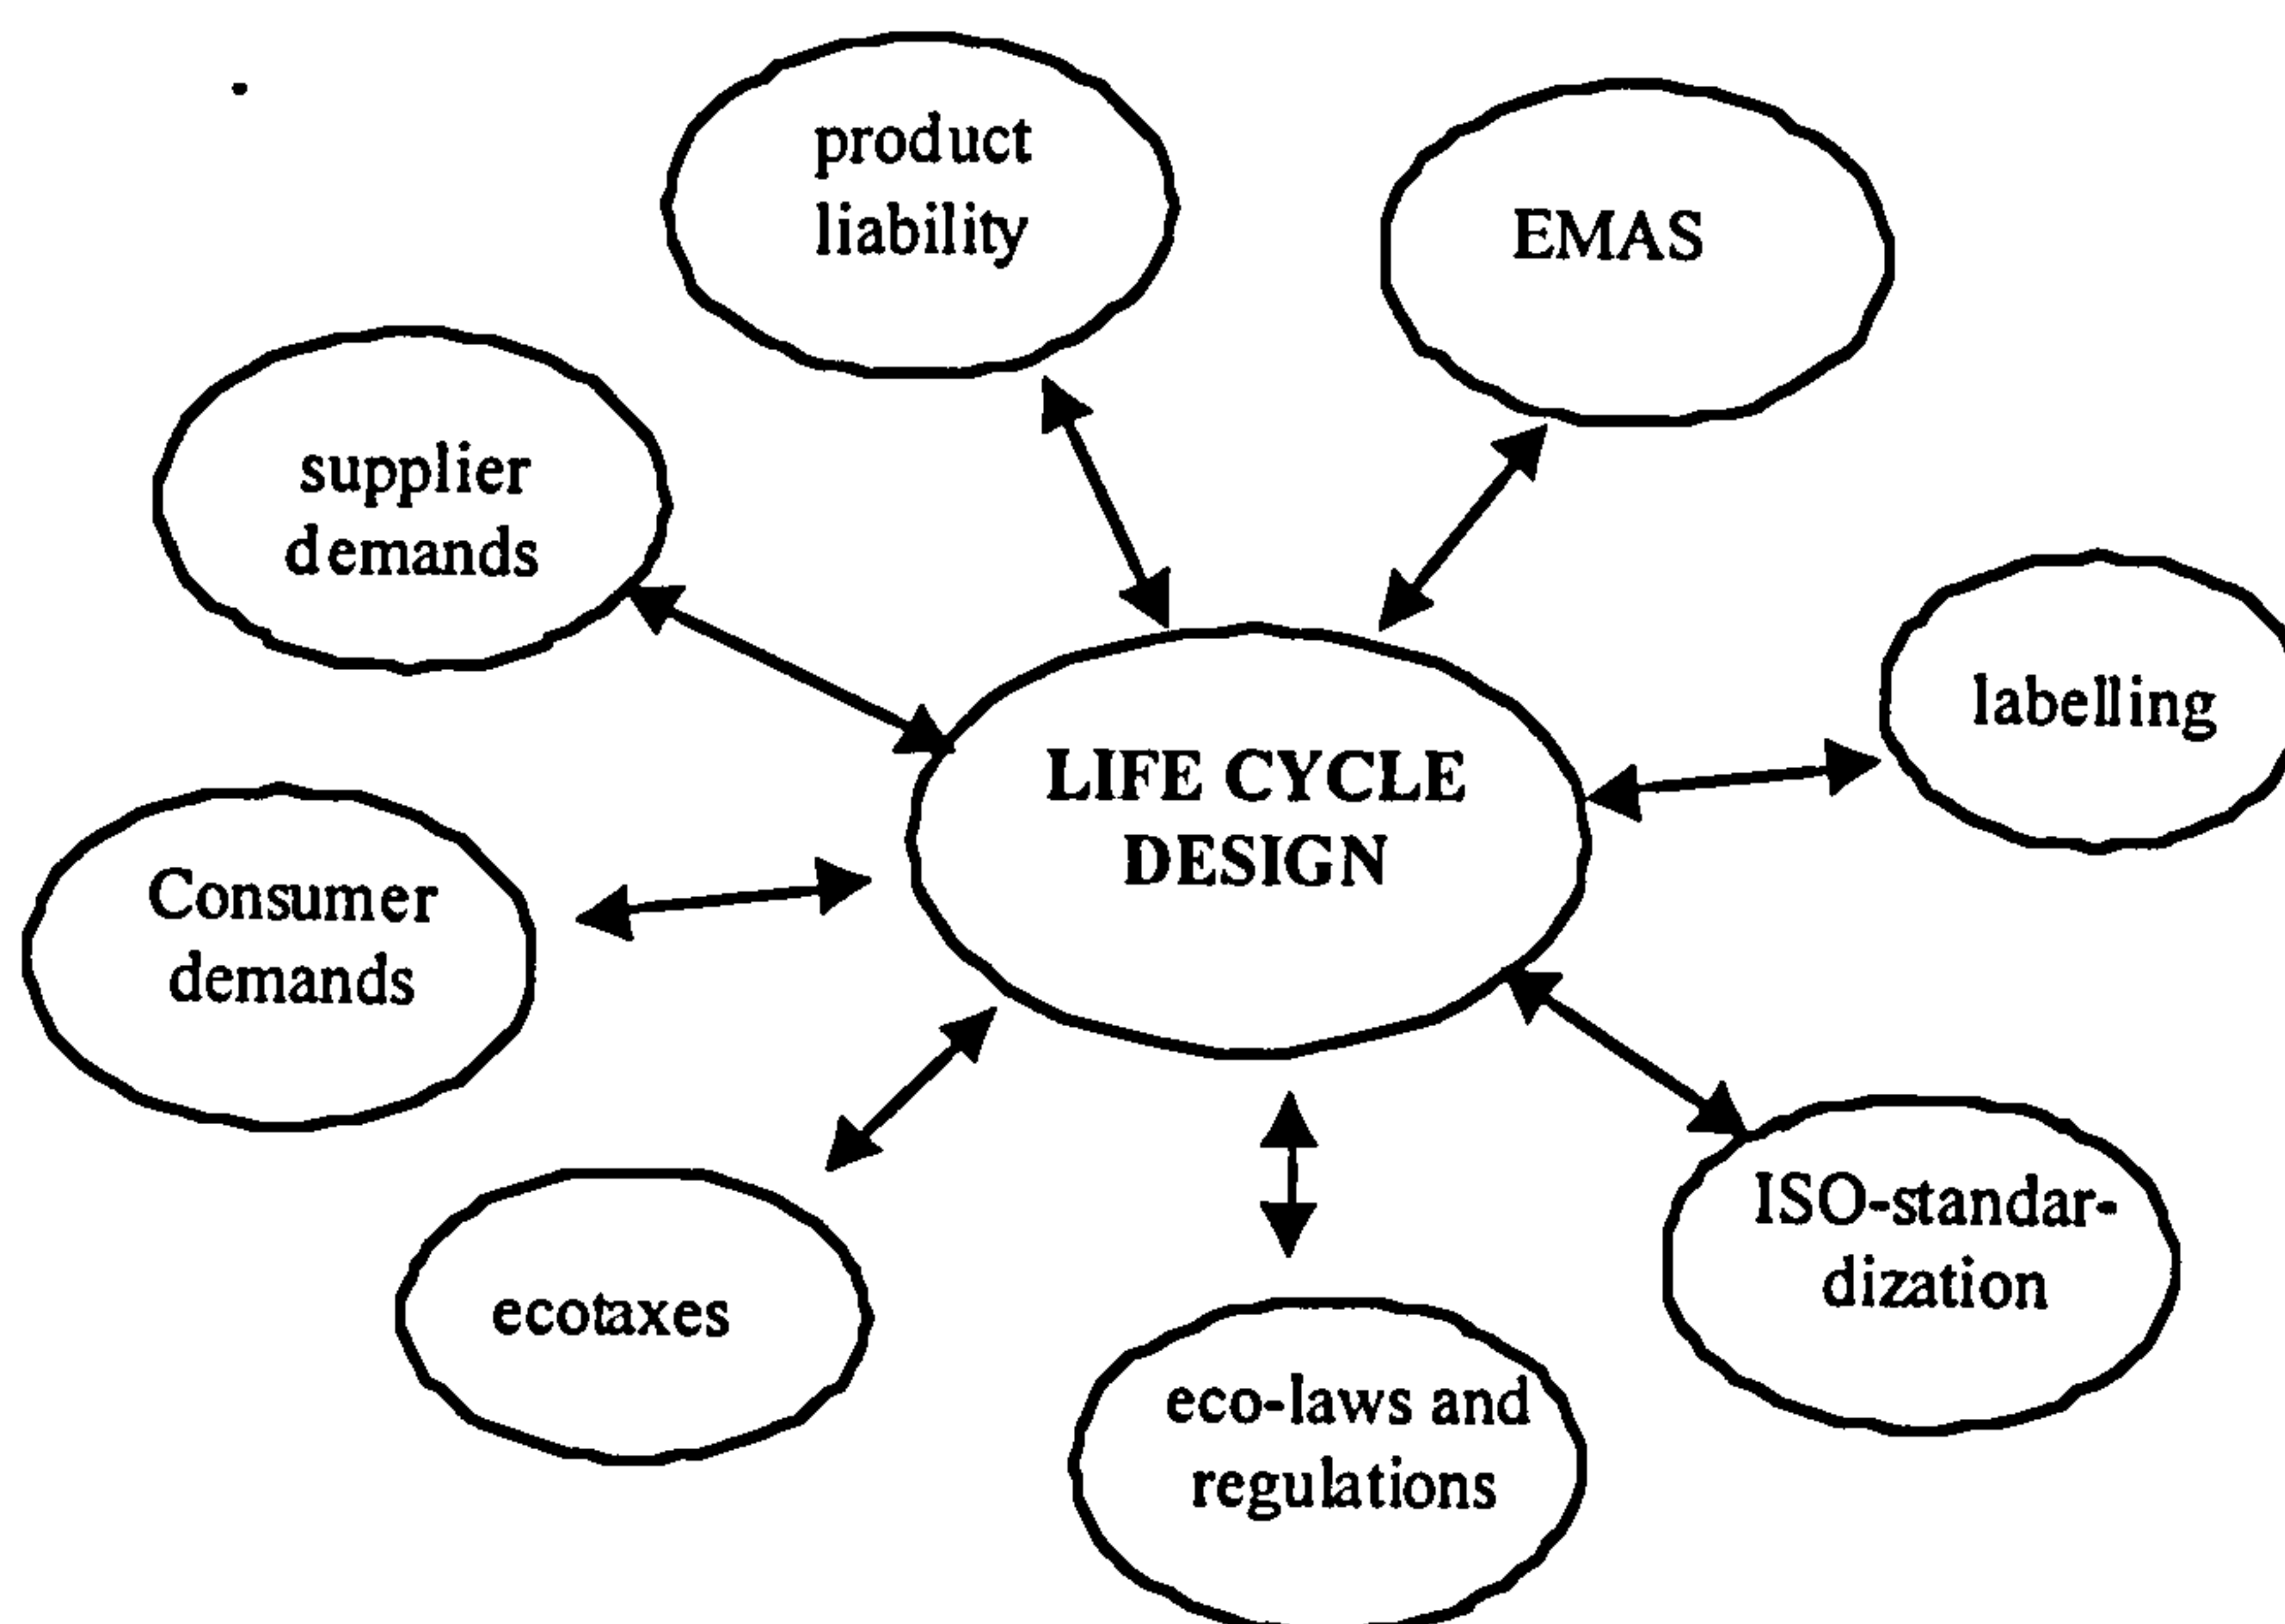 product
liability
EMAS
supplier
demands
labelling
LIFE CYCLE
DESIGN
Consumer
demands
ISO-standar-
dization
ecotaxes
eco-laws and
regulations